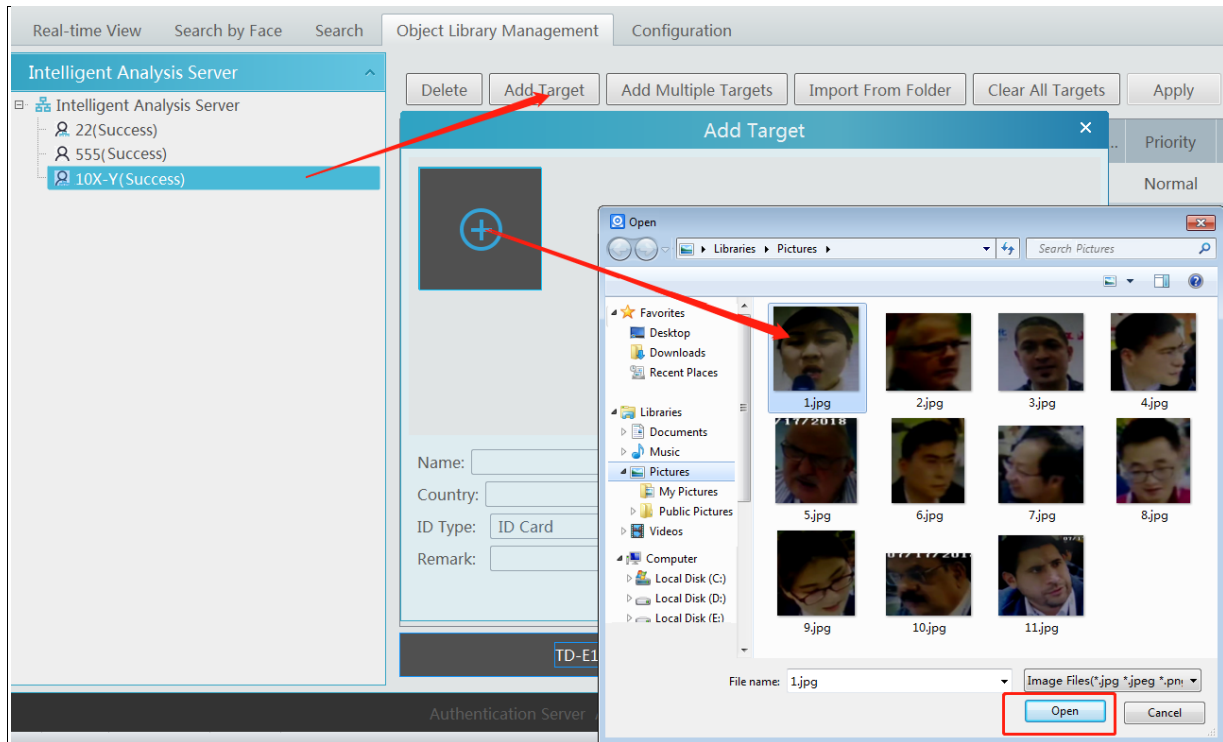 Real-time View Search by Face Search Object Library Management Configuration
Intelligent Analysis Server
Intelligent Analysis Server
22(Success)
555(Success)
10X-Y(Success)
Delete Add Target Add Multiple Targets Import From Folder Clear All Targets Apply
Add Target
Priority
Normal
Name:
Country:
ID Type: ID Card
Remark:
TD-E1
Authentication Server
Open
Libraries Pictures
Search Pictures
Favorites
Desktop
Downloads
Recent Places
Libraries
Documents
Music
Pictures
My Pictures
Public Pictures
Videos
Computer
Local Disk (C:)
Local Disk (D:)
Local Disk (E:)
1.jpg 2.jpg 3.jpg 4.jpg
/17/2018
5.jpg 6.jpg 7.jpg 8.jpg
9.jpg 10.jpg 11.jpg
File name: 1.jpg
Image Files(*.jpg *.jpeg *.pn
Open Cancel